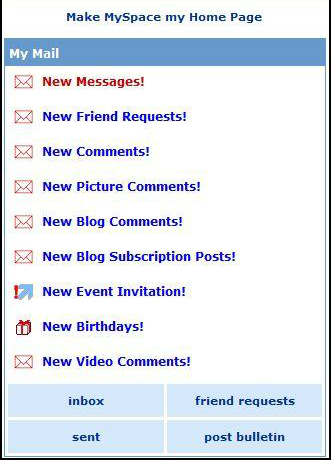 Make MySpace my Home Page
My Mail
New Messages!
New Friend Requests!
New Comments!
New Picture Comments!
New Blog Comments!
New Blog Subscription Posts!
New Event Invitation!
New Birthdays!
New Video Comments!
inbox friend requests
sent post bulletin